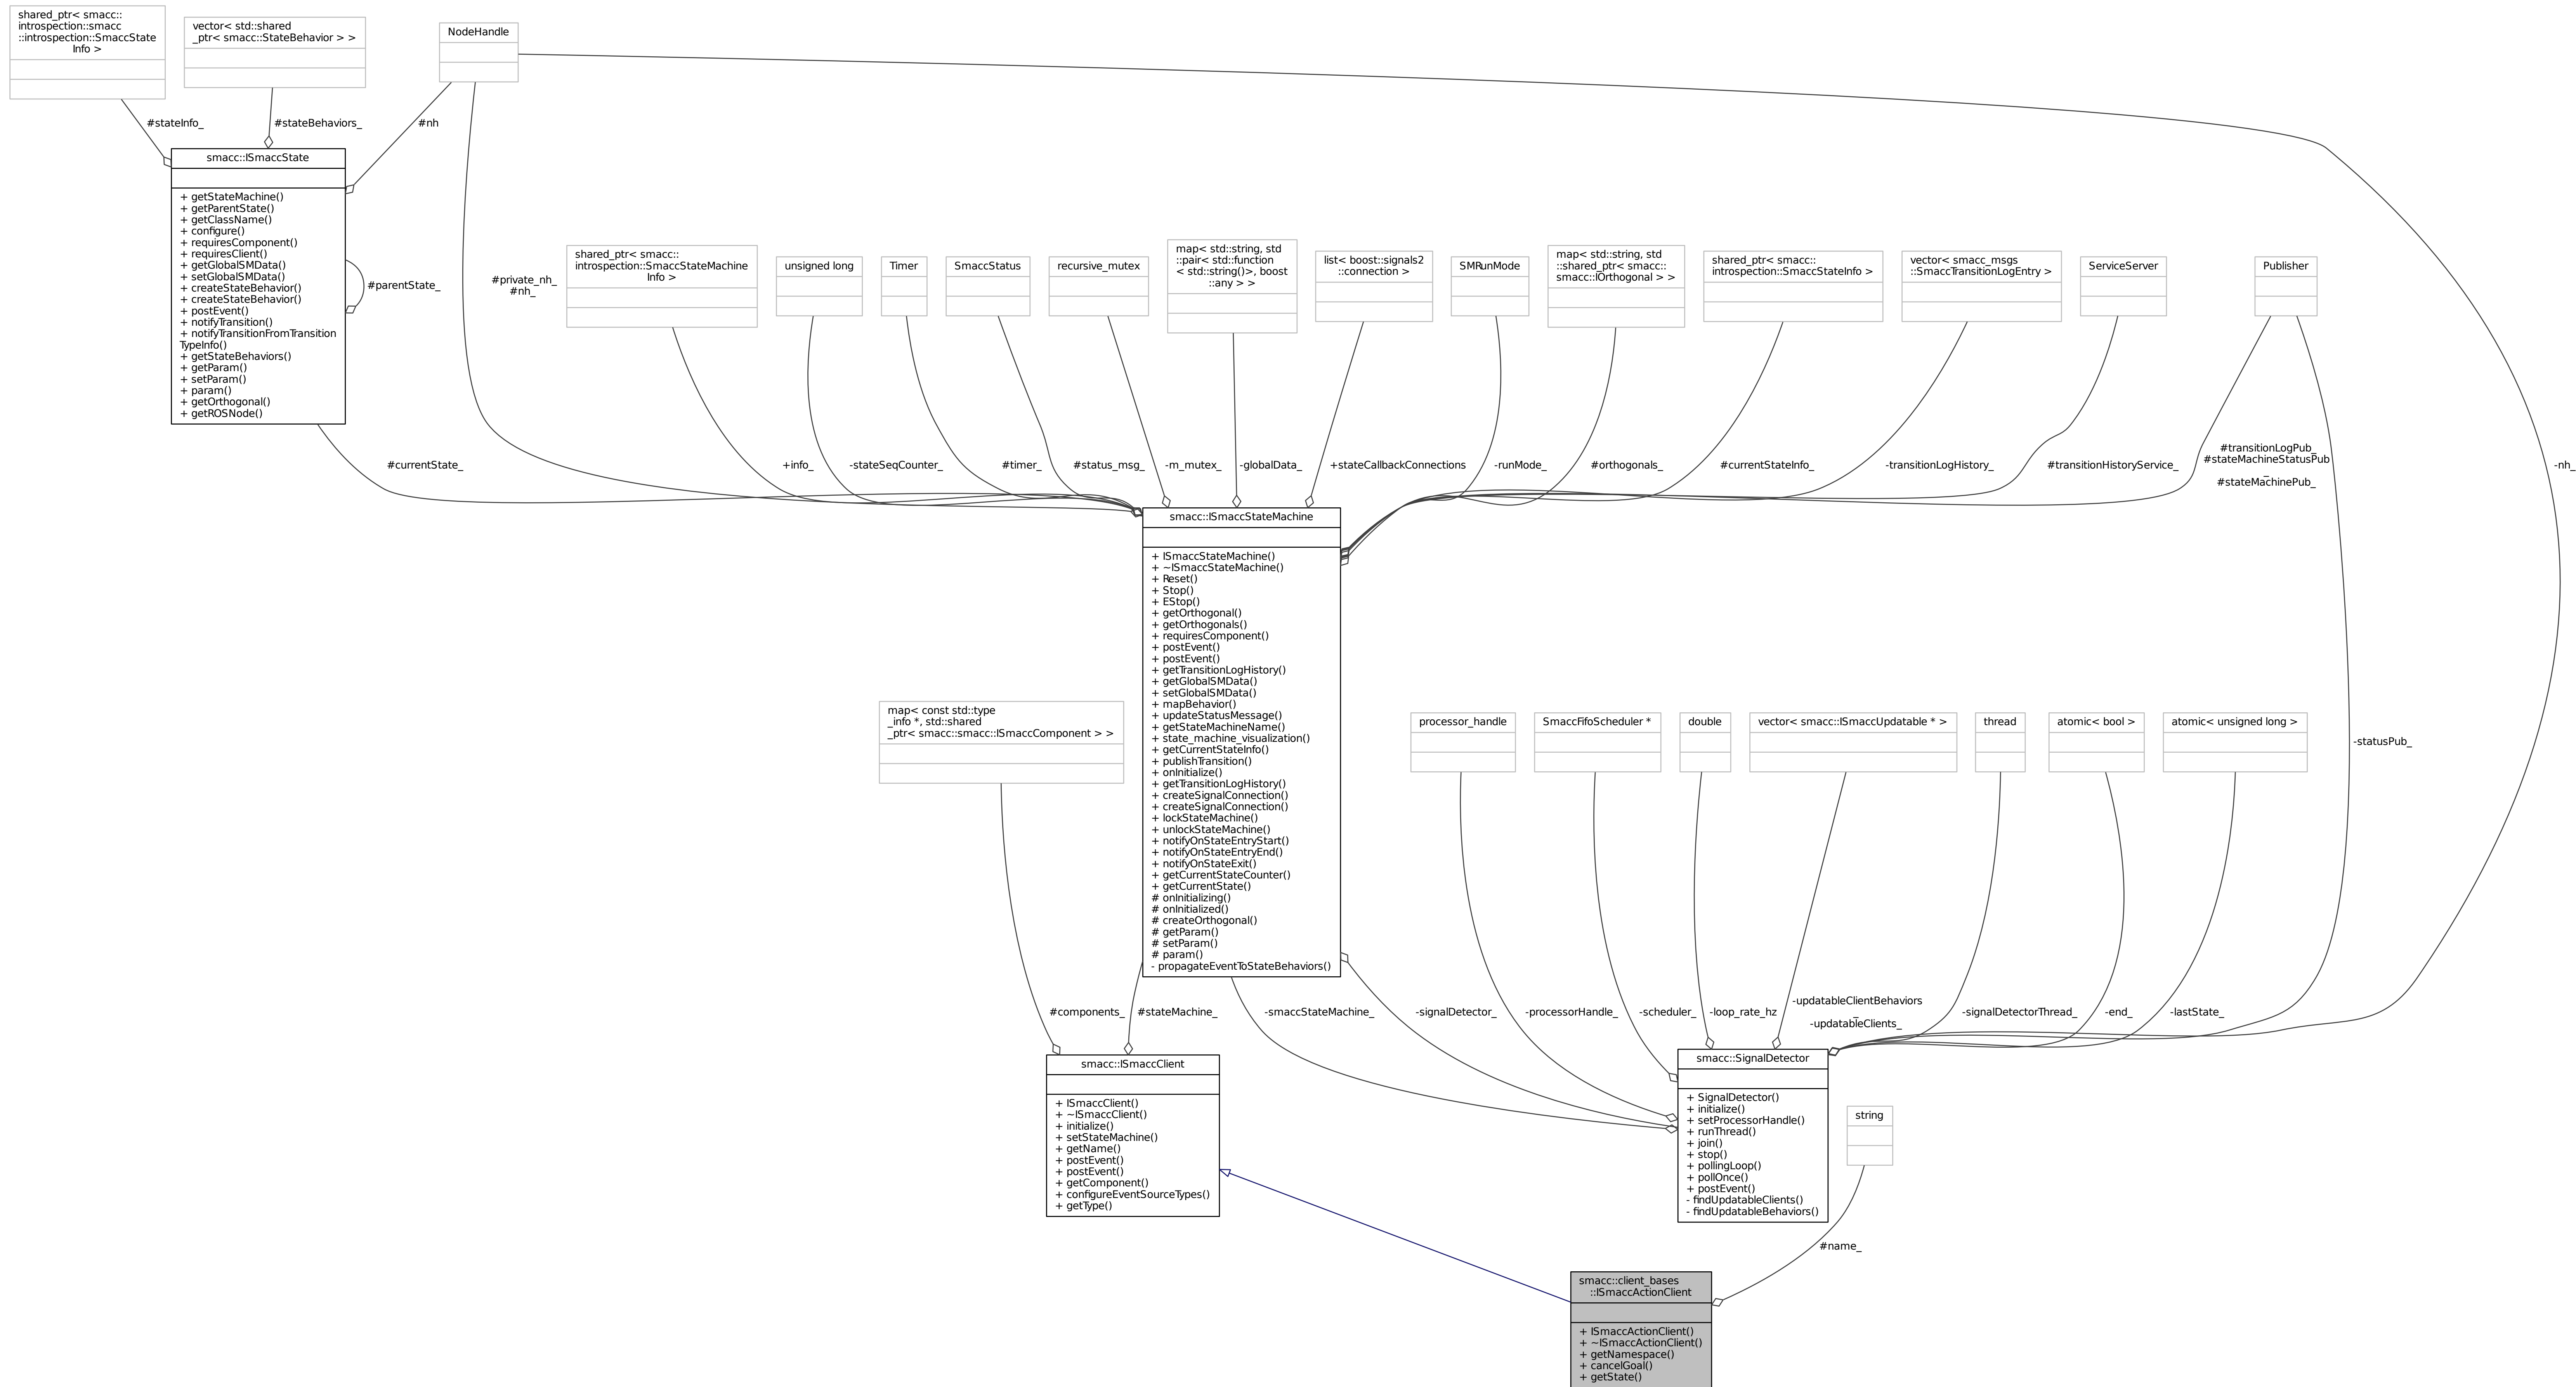 shared_ptr< smacc::
introspection::smacc
::introspection::SmaccState
Info >
vector< std::shared
_ptr< smacc::StateBehavior > >
NodeHandle
#stateInfo_
#stateBehaviors_
#nh
smacc::ISmaccState
+ getStateMachine()
+ getParentState()
+ getClassName()
+ configure()
+ requiresComponent()
+ requiresClient()
+ getGlobalSMData()
+ setGlobalSMData()
+ createStateBehavior()
+ createStateBehavior()
+ postEvent()
+ notifyTransition()
+ notifyTransitionFromTransition
TypeInfo()
+ getStateBehaviors()
+ getParam()
+ setParam()
+ param()
+ getOrthogonal()
+ getROSNode()
#parentState_
#private_nh_
#nh_
shared_ptr< smacc::
introspection::SmaccStateMachine
Info >
unsigned long
Timer
SmaccStatus
recursive_mutex
map< std::string, std
::pair< std::function
< std::string()>, boost
::any > >
list< boost::signals2
::connection >
SMRunMode
map< std::string, std
::shared_ptr< smacc::
smacc::IOrthogonal > >
shared_ptr< smacc::
introspection::SmaccStateInfo >
vector< smacc_msgs
::SmaccTransitionLogEntry >
ServiceServer
Publisher
#currentState_
+info_
-stateSeqCounter_
#timer_
#status_msg_
-m_mutex_
-globalData_
+stateCallbackConnections
-runMode_
#orthogonals_
#currentStateInfo_
-transitionLogHistory_
#transitionHistoryService_
#transitionLogPub_
#stateMachineStatusPub
_
#stateMachinePub_
-nh_
smacc::ISmaccStateMachine
+ ISmaccStateMachine()
+ ~ISmaccStateMachine()
+ Reset()
+ Stop()
+ EStop()
+ getOrthogonal()
+ getOrthogonals()
+ requiresComponent()
+ postEvent()
+ postEvent()
+ getTransitionLogHistory()
+ getGlobalSMData()
+ setGlobalSMData()
+ mapBehavior()
+ updateStatusMessage()
+ getStateMachineName()
+ state_machine_visualization()
+ getCurrentStateInfo()
+ publishTransition()
+ onInitialize()
+ getTransitionLogHistory()
+ createSignalConnection()
+ createSignalConnection()
+ lockStateMachine()
+ unlockStateMachine()
+ notifyOnStateEntryStart()
+ notifyOnStateEntryEnd()
+ notifyOnStateExit()
+ getCurrentStateCounter()
+ getCurrentState()
# onInitializing()
# onInitialized()
# createOrthogonal()
# getParam()
# setParam()
# param()
- propagateEventToStateBehaviors()
map< const std::type
_info *, std::shared
_ptr< smacc::smacc::ISmaccComponent > >
processor_handle
SmaccFifoScheduler *
double
vector< smacc::ISmaccUpdatable * >
thread
atomic< bool >
atomic< unsigned long >
-statusPub_
#components_
#stateMachine_
-smaccStateMachine_
-signalDetector_
-processorHandle_
-scheduler_
-loop_rate_hz
-updatableClientBehaviors
_
-updatableClients_
-signalDetectorThread_
-end_
-lastState_
smacc::ISmaccClient
+ ISmaccClient()
+ ~ISmaccClient()
+ initialize()
+ setStateMachine()
+ getName()
+ postEvent()
+ postEvent()
+ getComponent()
+ configureEventSourceTypes()
+ getType()
smacc::SignalDetector
+ SignalDetector()
+ initialize()
+ setProcessorHandle()
+ runThread()
+ join()
+ stop()
+ pollingLoop()
+ pollOnce()
+ postEvent()
- findUpdatableClients()
- findUpdatableBehaviors()
string
#name_
smacc::client_bases
::ISmaccActionClient
+ ISmaccActionClient()
+ ~ISmaccActionClient()
+ getNamespace()
+ cancelGoal()
+ getState()